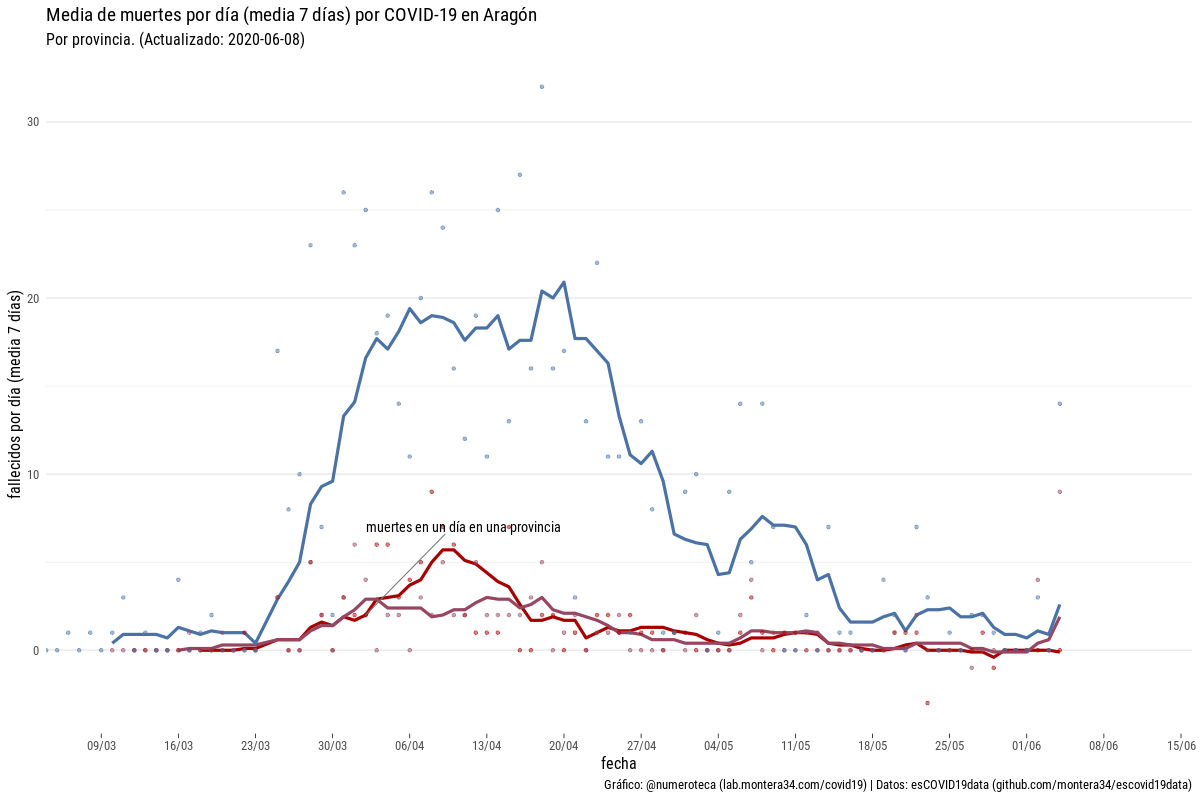 Media de muertes por día (media 7 días) por COVID-19 en Aragón
Por provincia. (Actualizado: 2020-06-08)
30
20
10
0
fallecidos por día (media 7 días)
muertes en un día en una provincia
09/03 16/03 23/03 30/03 06/04 13/04 20/04 27/04 04/05 11/05 18/05 25/05 01/06 08/06 15/06
fecha
Gráfico: @numeroteca (lab.montera34.com/covid19) | Datos: esCOVID19data (github.com/montera34/escovid19data)